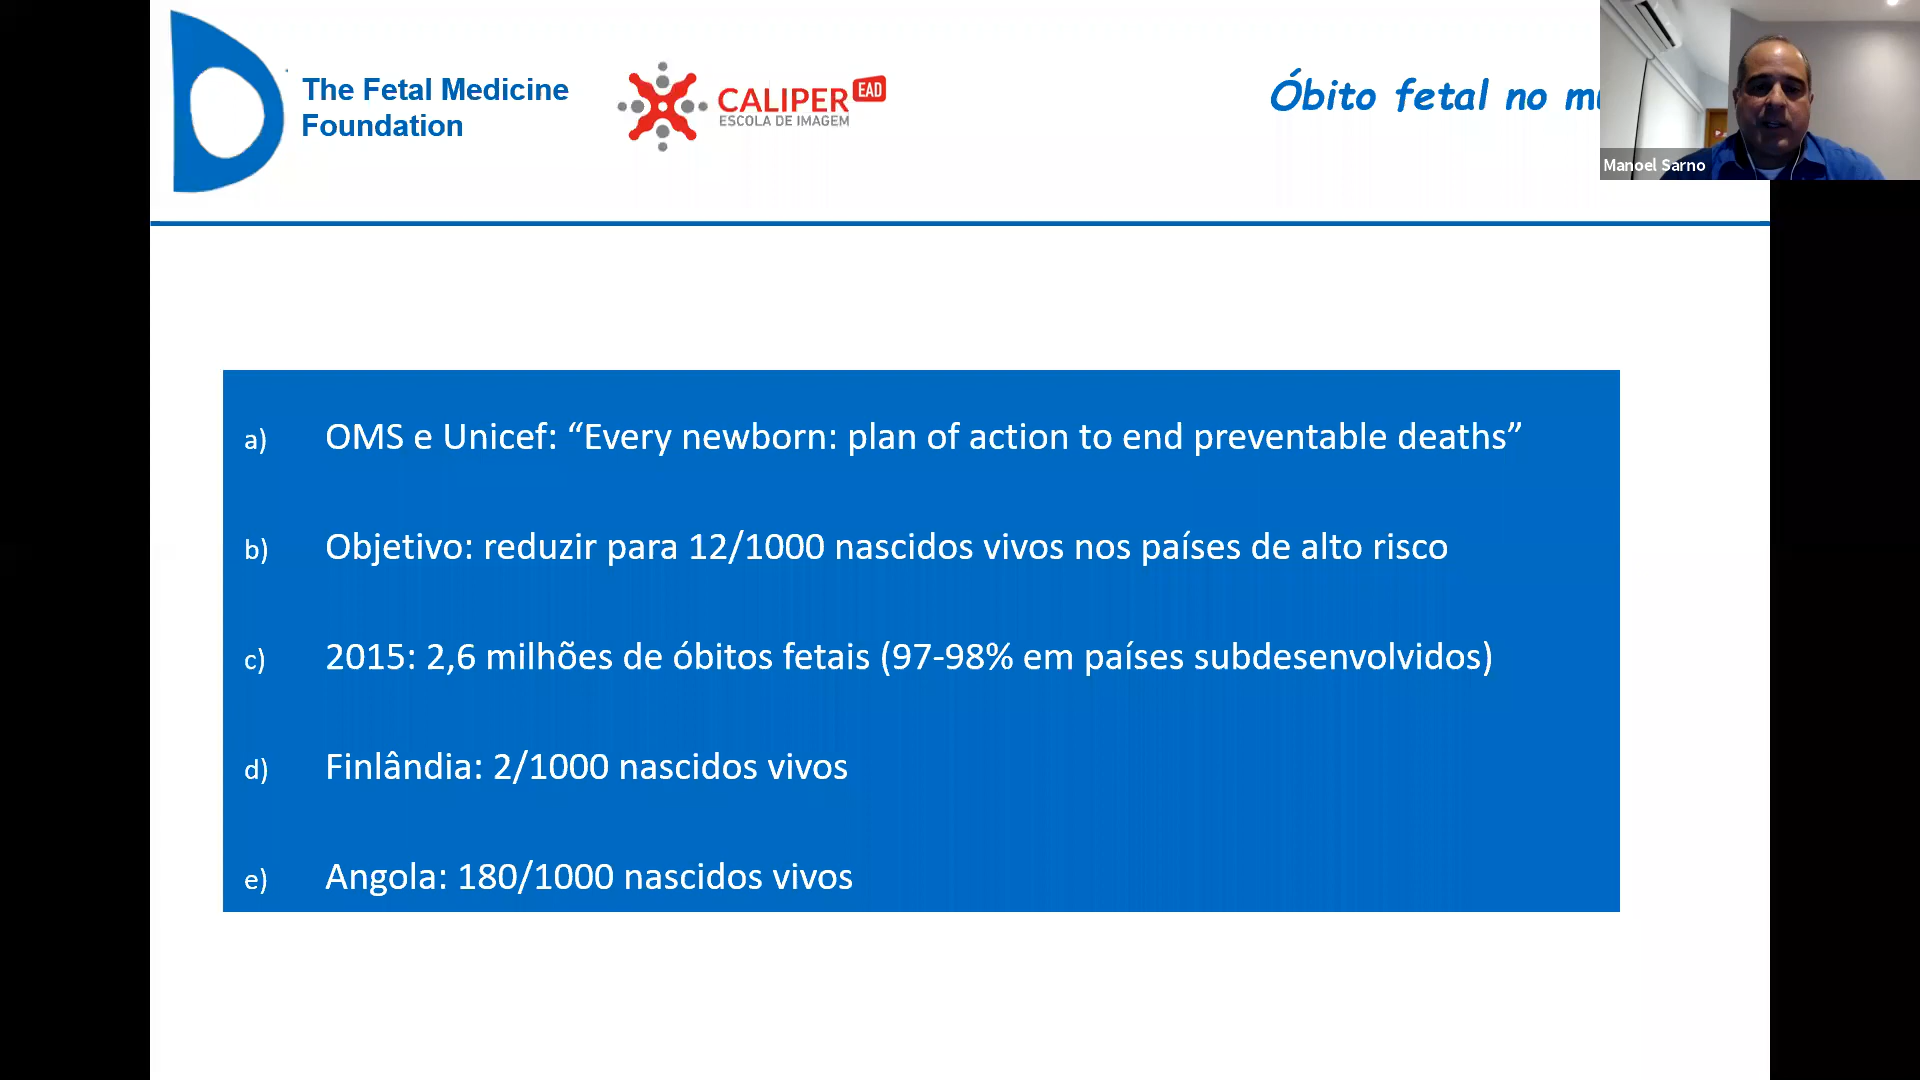 The Fetal Medicine
Foundation
CALIPER EAD
ESCOLA DE IMAGEM
Óbito fetal no
Manoel Sarno
a) OMS e Unicef: “Every newborn: plan of action to end preventable deaths”
b) Objetivo: reduzir para 12/1000 nascidos vivos nos países de alto risco
c) 2015: 2,6 milhões de óbitos fetais (97-98% em países subdesenvolvidos)
d) Finlândia: 2/1000 nascidos vivos
e) Angola: 180/1000 nascidos vivos